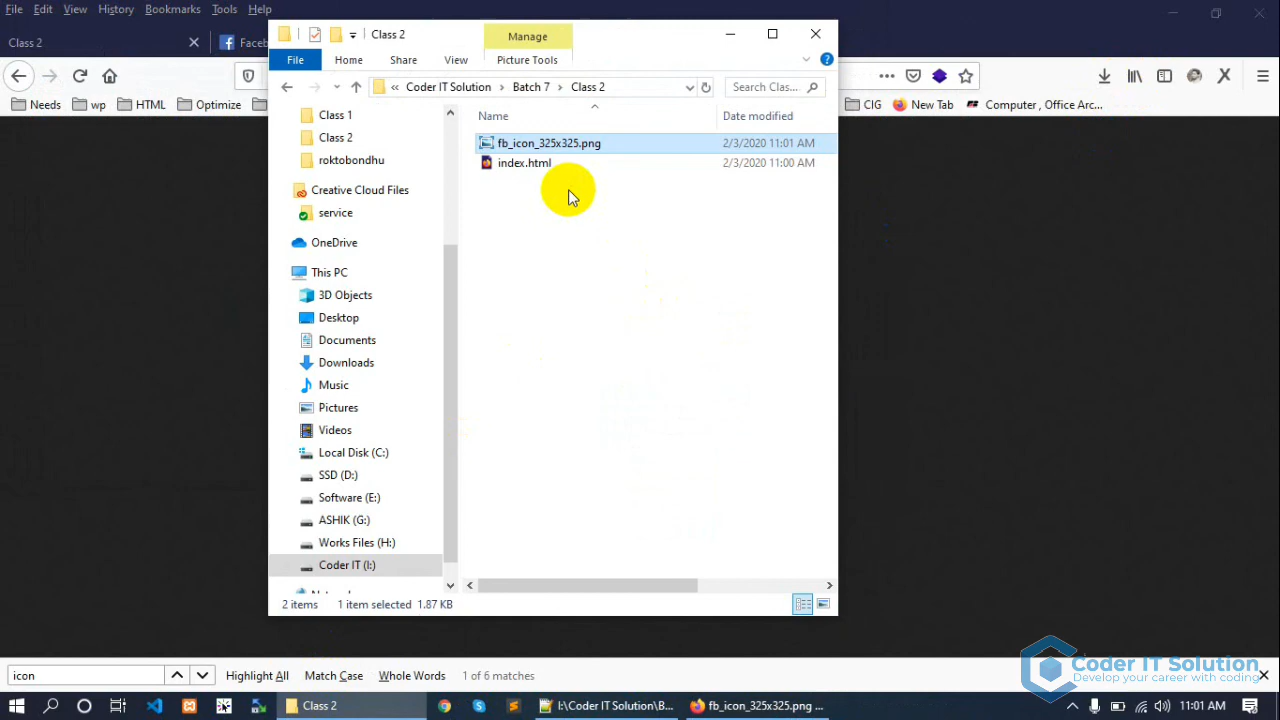 File Edit View History Bookmarks Tools Help
Class 2
Faceb
Class 2
Manage
File
Home
Share
View
Picture Tools
Coder IT Solution
Batch 7
Class 2
Search Clas...
Needs
wp
HTML
Optimize
CIG
New Tab
Computer , Office Arc...
Name
Date modified
fb_icon_325x325.png
2/3/2020 11:01 AM
index.html
2/3/2020 11:00 AM
Class 1
Class 2
roktobondhu
Creative Cloud Files
service
OneDrive
This PC
3D Objects
Desktop
Documents
Downloads
Music
Pictures
Videos
Local Disk (C:)
SSD (D:)
Software (E:)
ASHIK (G:)
Works Files (H:)
Coder IT (I:)
2 items
1 item selected 1.87 KB
icon
Highlight All
Match Case
Whole Words
1 of 6 matches
Coder IT Solution
Develop your career with coding
Class 2
I:\Coder IT Solution\B...
fb_icon_325x325.png ...
11:01 AM